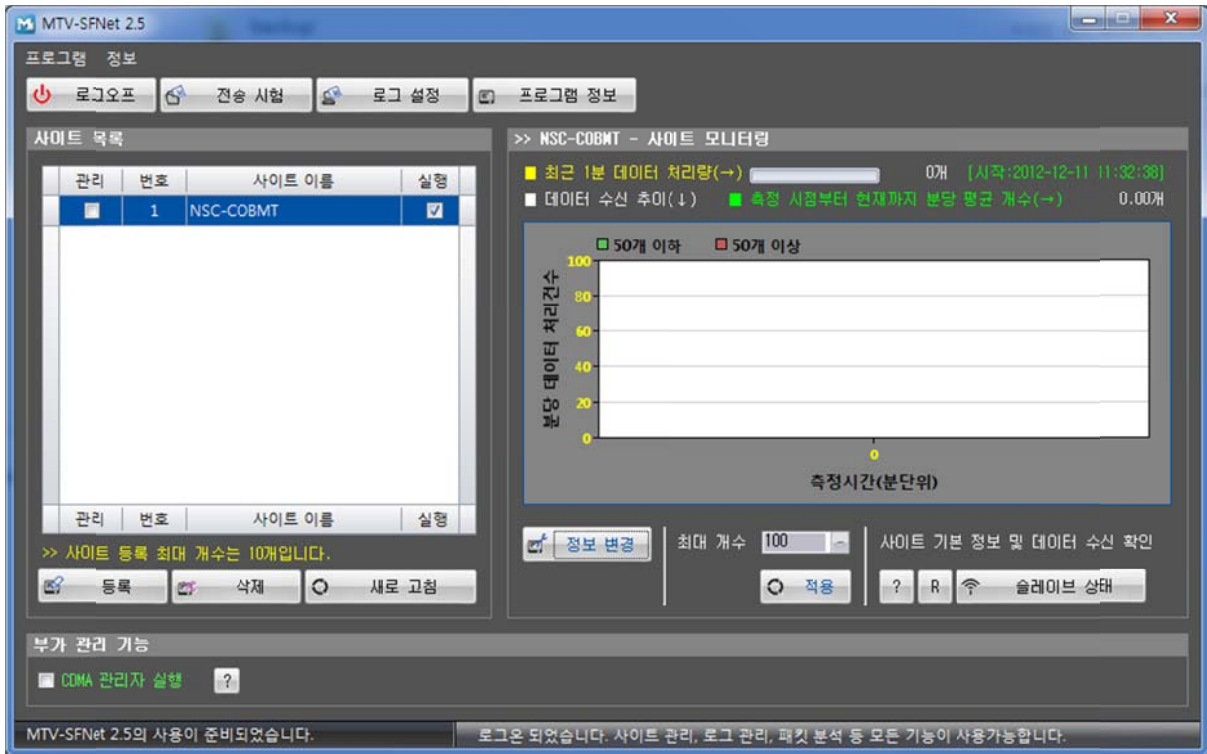 MTV-SFNet 2.5
프로그램 정보
로그오프 전송 시험 로그 설정 프로그램 정보
사이트 목록
관리 번호 사이트 이름 실행
1 NSC-COBMT
관리 번호 사이트 이름 실행
>> 사이트 등록 최대 개수는 10개입니다.
등록 삭제 새로 고침
>> NSC-COBMT - 사이트 모니터링
최근 1분 데이터 처리량(→) 0개 [시작:2012-12-11 11:32:38]
데이터 수신 추이(↓) 측정 시점부터 현재까지 분당 평균 개수(→) 0.00개
50개 이하 50개 이상
분당 데이터 처리건수
100
80
60
40
20
0
0
측정시간(분단위)
정보 변경 최대 개수 100 사이트 기본 정보 및 데이터 수신 확인
적용 ? R 슬레이브 상태
부가 관리 기능
CDMA 관리자 실행 ?
MTV-SFNet 2.5의 사용이 준비되었습니다. 로그온 되었습니다. 사이트 관리, 로그 관리, 패킷 분석 등 모든 기능이 사용가능합니다.